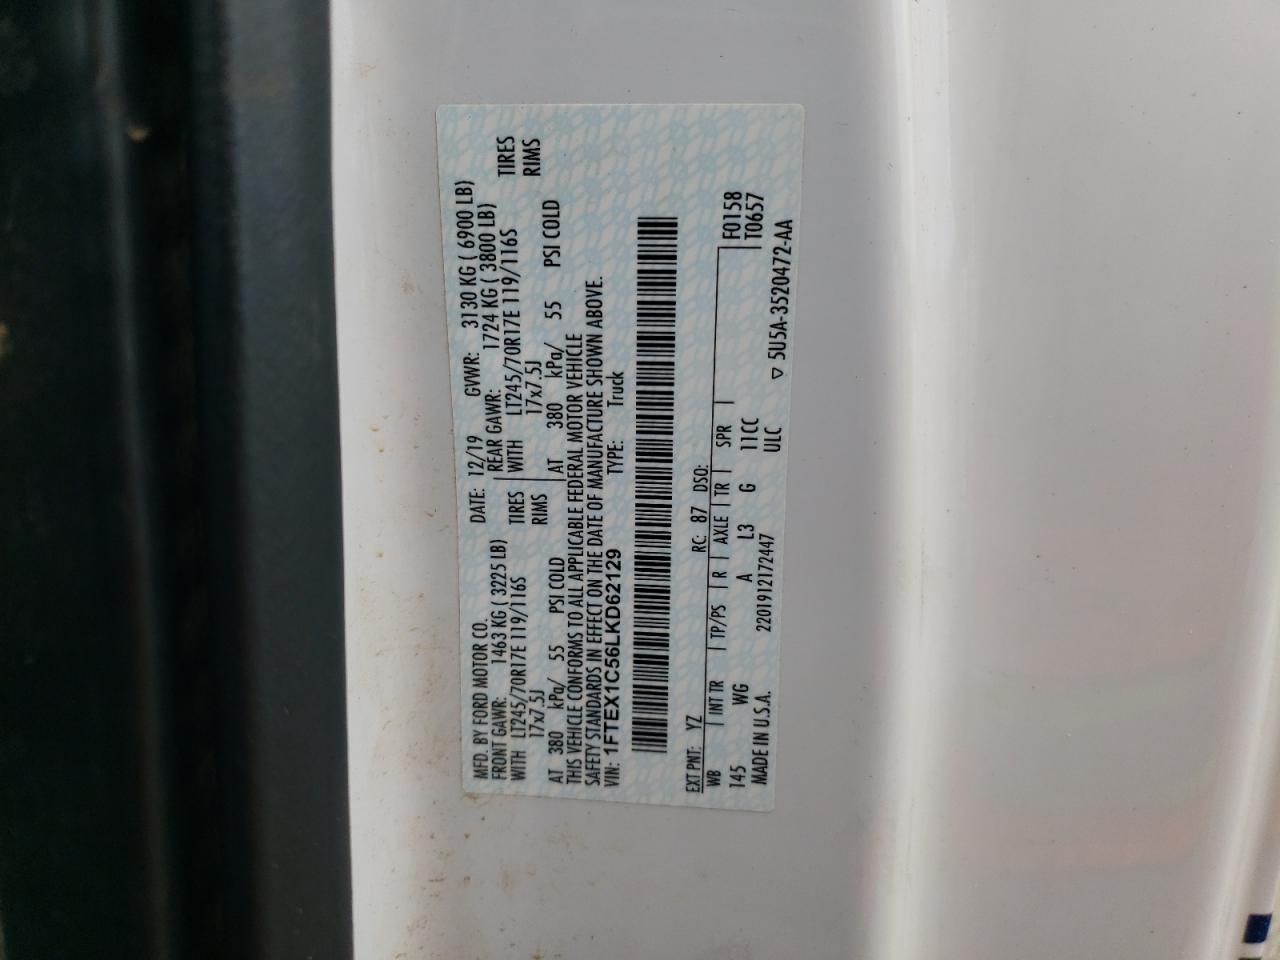 MFD. BY FORD MOTOR CO.
DATE: 12/19 GVWR: 3130 KG ( 6900 LB)
FRONT GAWR: 1463 KG ( 3225 LB) REAR GAWR: 1724 KG ( 3800 LB)
WITH LT245/70R17E 119/116S TIRES WITH LT245/70R17E 119/116S TIRES
17x7.5J RIMS 17x7.5J RIMS
AT 380 kPa/ 55 PSI COLD AT 380 kPa/ 55 PSI COLD
THIS VEHICLE CONFORMS TO ALL APPLICABLE FEDERAL MOTOR VEHICLE
SAFETY STANDARDS IN EFFECT ON THE DATE OF MANUFACTURE SHOWN ABOVE.
VIN: 1FTEX1C56LKD62129 TYPE: Truck
EXT PNT: YZ RC: 87 DSO:
WB INT TR TP/PS R AXLE TR SPR F0158
145 WG A L3 G 11CC T0657
MADE IN U.S.A. 2201912172447 ULC ▽ 5U5A-3520472-AA